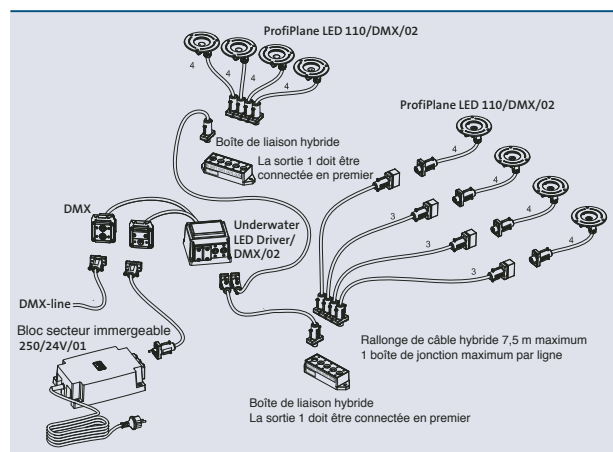 ProfiPlane LED 110/DMX/02
4
4
4
4
ProfiPlane LED 110/DMX/02
Boîte de liaison hybride
La sortie 1 doit être
connectée en premier
4
4
4
4
DMX
Underwater
LED Driver/
DMX/02
3
3
3
3
DMX-line
Bloc secteur immergeable
250/24V/01
Rallonge de câble hybride 7,5 m maximum
1 boîte de jonction maximum par ligne
Boîte de liaison hybride
La sortie 1 doit être connectée en premier